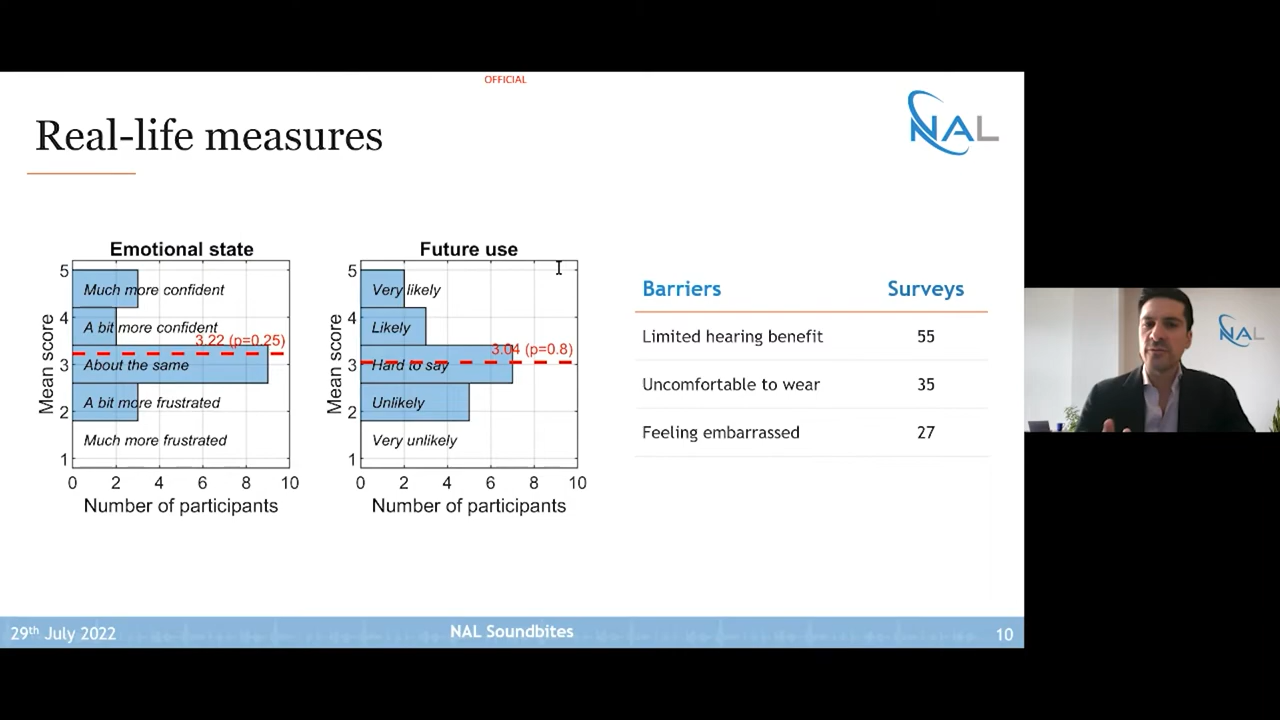 OFFICIAL
Real-life measures
NAL
Emotional state
Mean score
5
4
3
2
1
Much more confident
A bit more confident
3.22 (p=0.25)
About the same
A bit more frustrated
Much more frustrated
0 2 4 6 8 10
Number of participants
Future use
Mean score
5
4
3
2
1
Very likely
Likely
3.04 (p=0.8)
Hard to say
Unlikely
Very unlikely
0 2 4 6 8 10
Number of participants
Barriers Surveys
Limited hearing benefit 55
Uncomfortable to wear 35
Feeling embarrassed 27
NAL
29th July 2022 NAL Soundbites 10